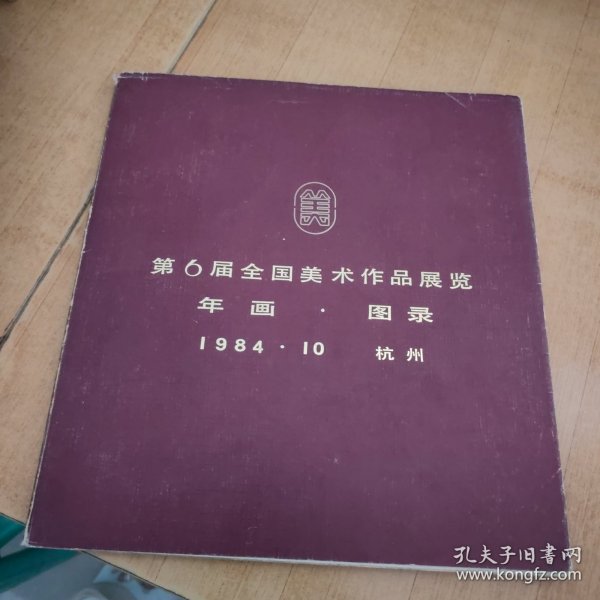 美
第6届全国美术作品展览
年画·图录
1984·10 杭州
孔夫子旧书网
www.kongfz.com